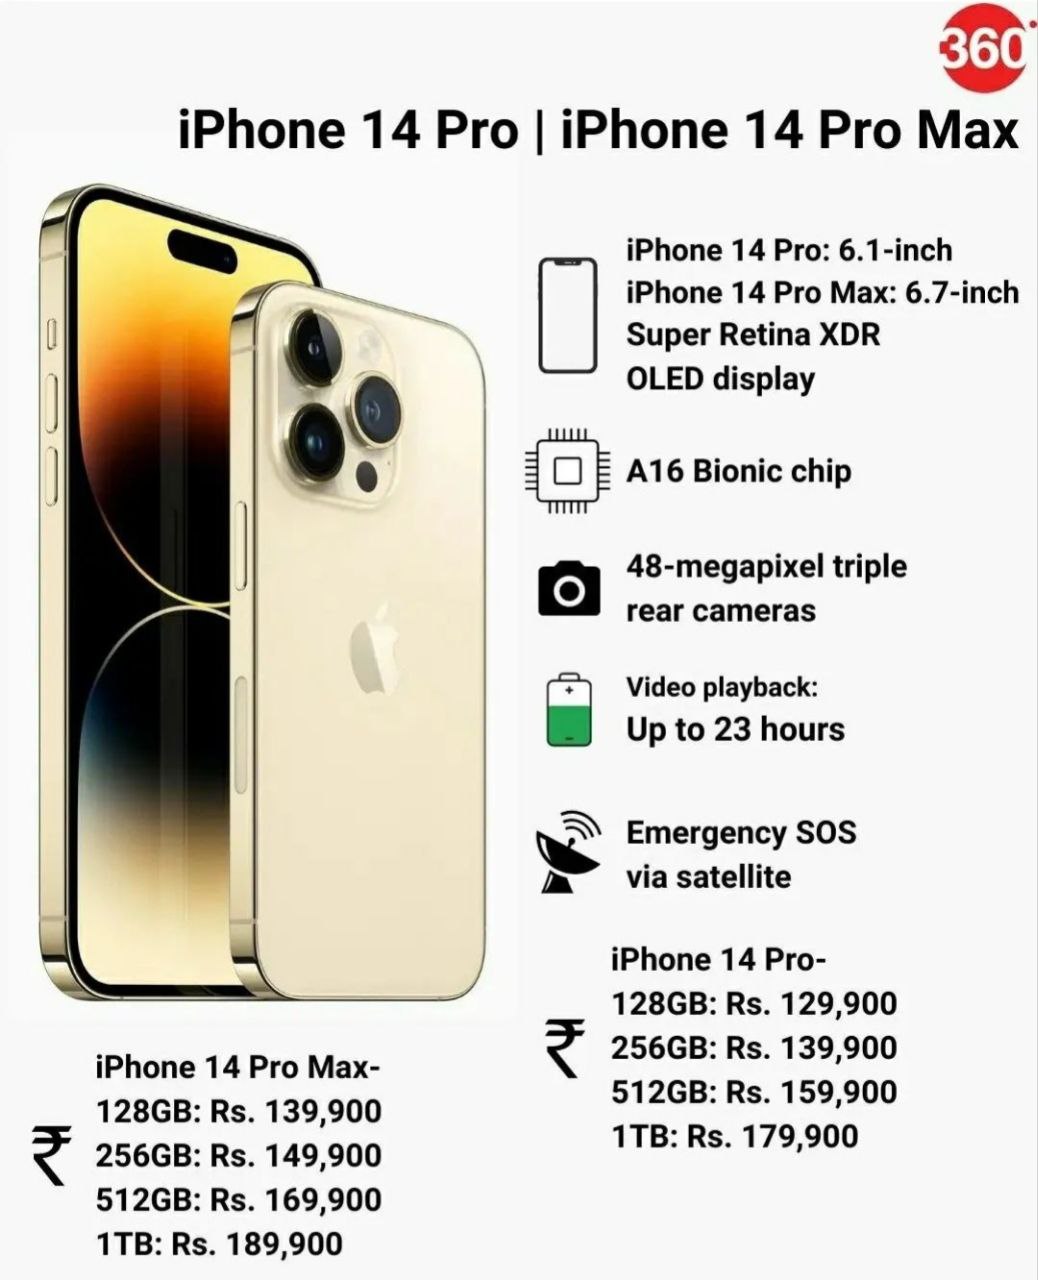 360°
iPhone 14 Pro | iPhone 14 Pro Max
iPhone 14 Pro: 6.1-inch
iPhone 14 Pro Max: 6.7-inch
Super Retina XDR
OLED display
A16 Bionic chip
48-megapixel triple
rear cameras
Video playback:
Up to 23 hours
Emergency SOS
via satellite
₹
iPhone 14 Pro-
128GB: Rs. 129,900
256GB: Rs. 139,900
512GB: Rs. 159,900
1TB: Rs. 179,900
₹
iPhone 14 Pro Max-
128GB: Rs. 139,900
256GB: Rs. 149,900
512GB: Rs. 169,900
1TB: Rs. 189,900